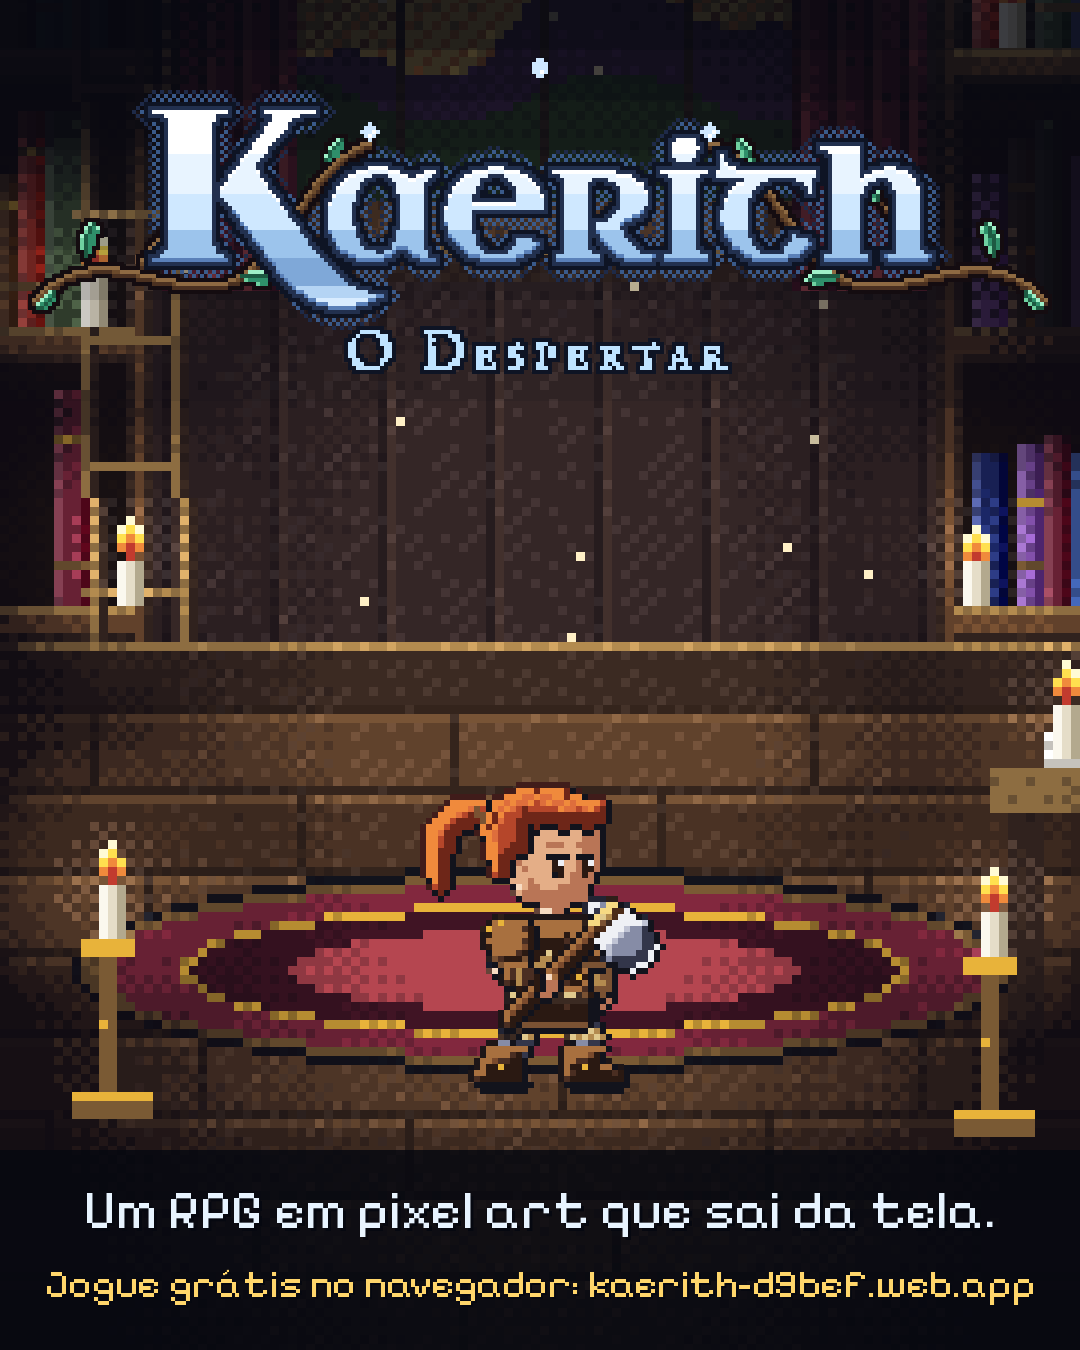 Kaerith
O Despertar
Um RPG em pixel art que sai da tela.
Jogue grátis no navegador: kaerith-d9bef.web.app